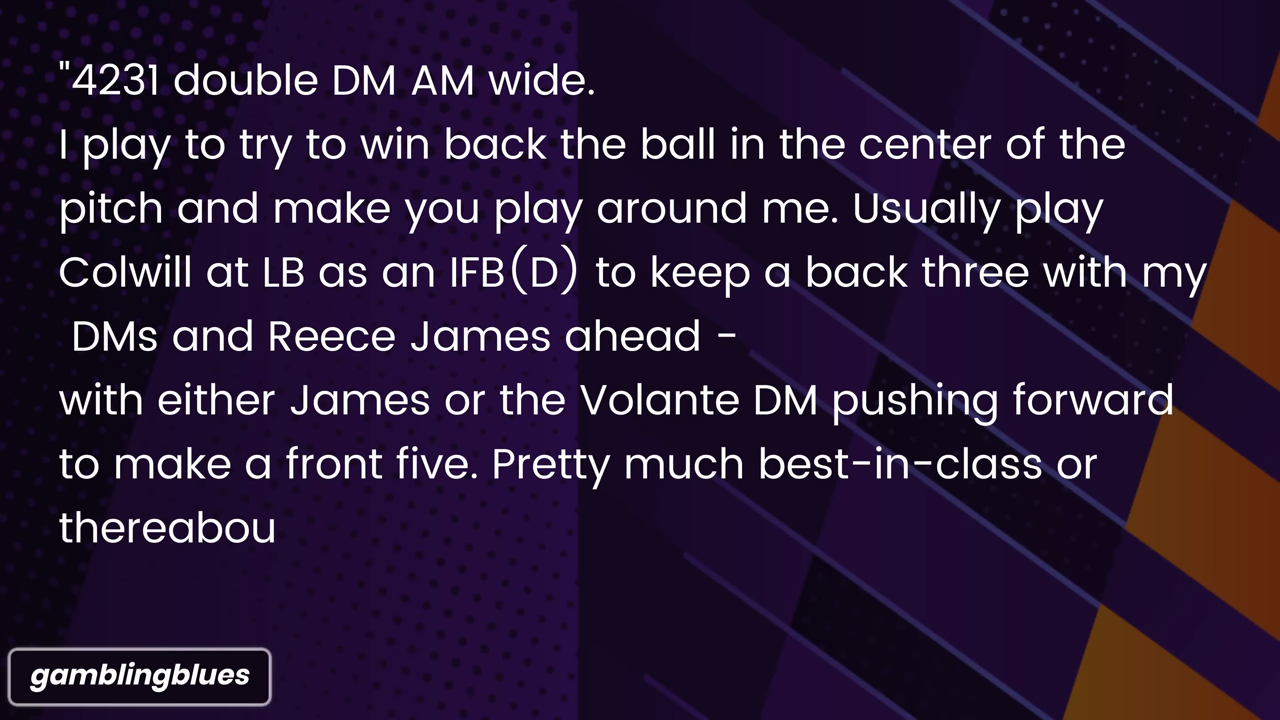 "4231 double DM AM wide.
I play to try to win back the ball in the center of the
pitch and make you play around me. Usually play
Colwill at LB as an IFB(D) to keep a back three with my
DMs and Reece James ahead -
with either James or the Volante DM pushing forward
to make a front five. Pretty much best-in-class or
thereabou
gamblingblues